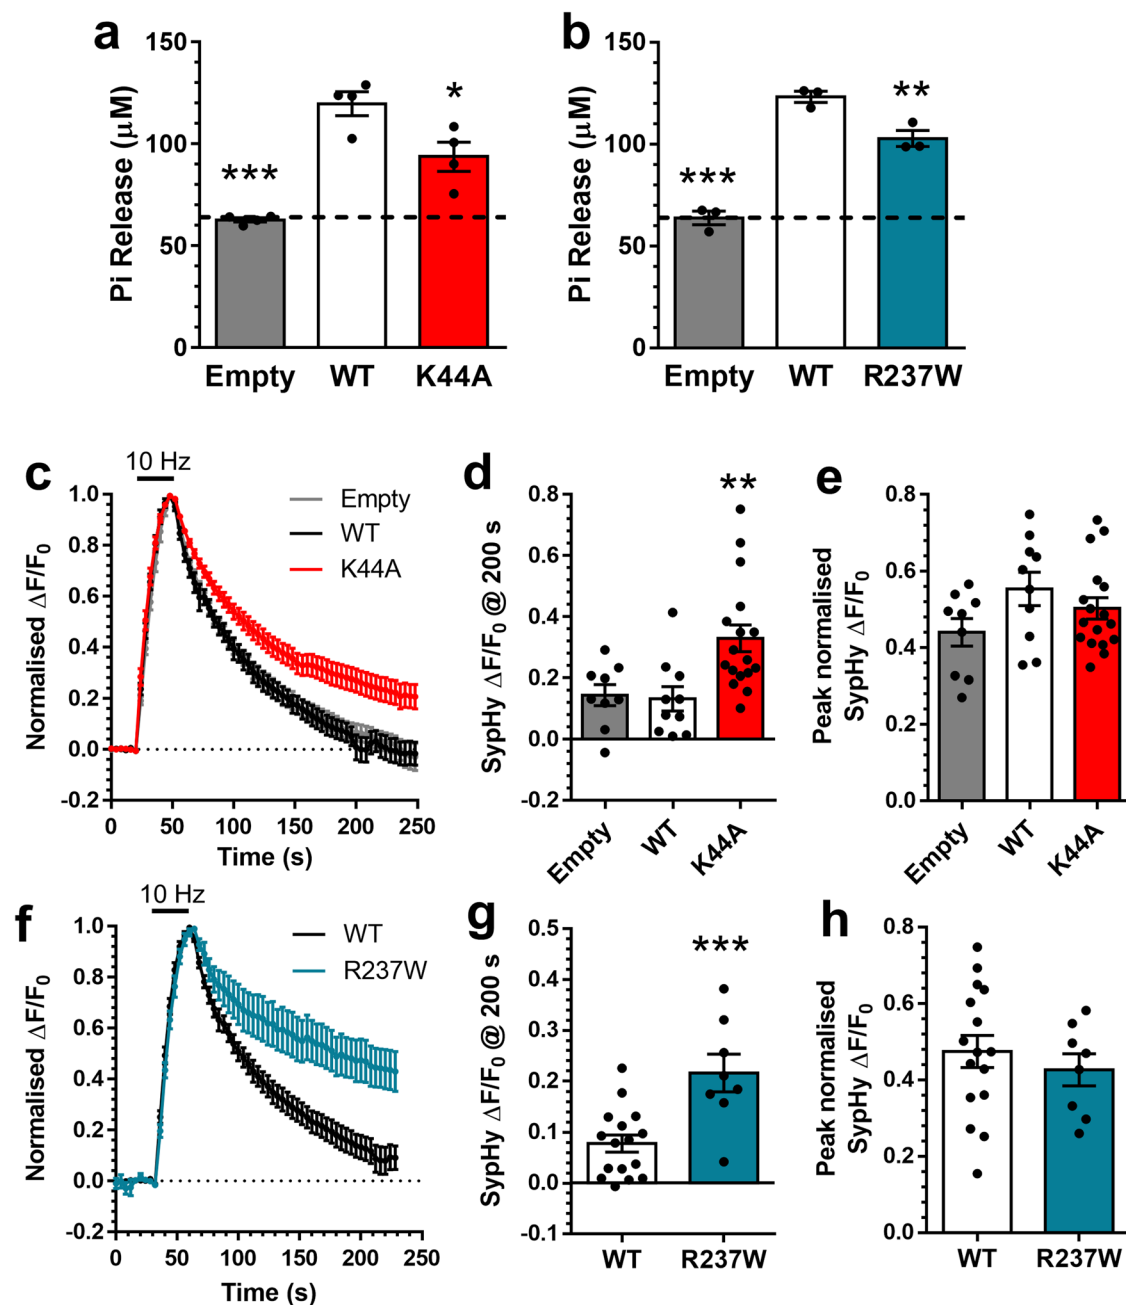 a
150
100
50
0
Pi Release (μM)
***
*
Empty WT K44A
b
150
100
50
0
Pi Release (μM)
***
**
Empty WT R237W
c
10 Hz
1.0
0.8
0.6
0.4
0.2
0.0
-0.2
Normalised ΔF/F0
Empty
WT
K44A
0 50 100 150 200 250
Time (s)
d
0.8
0.6
0.4
0.2
0.0
-0.2
SypHy ΔF/F0 @ 200 s
**
Empty WT K44A
e
0.8
0.6
0.4
0.2
0.0
Peak normalised
SypHy ΔF/F0
Empty WT K44A
f
10 Hz
1.0
0.8
0.6
0.4
0.2
0.0
-0.2
Normalised ΔF/F0
WT
R237W
0 50 100 150 200 250
Time (s)
g
0.5
0.4
0.3
0.2
0.1
0.0
-0.1
SypHy ΔF/F0 @ 200 s
***
WT R237W
h
0.8
0.6
0.4
0.2
0.0
Peak normalised
SypHy ΔF/F0
WT R237W